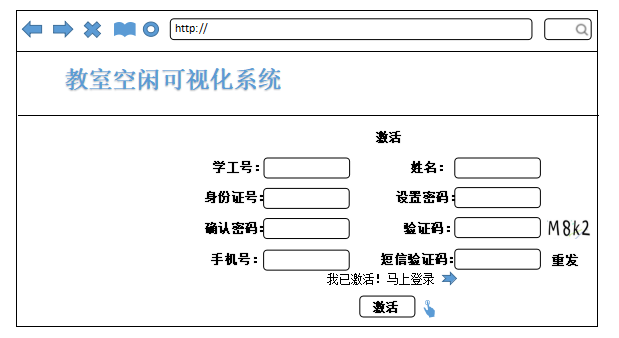 http://
教室空闲可视化系统
激活
学工号： 姓名：
身份证号： 设置密码：
确认密码： 验证码： M8k2
手机号： 短信验证码： 重发
我已激活！马上登录
激活